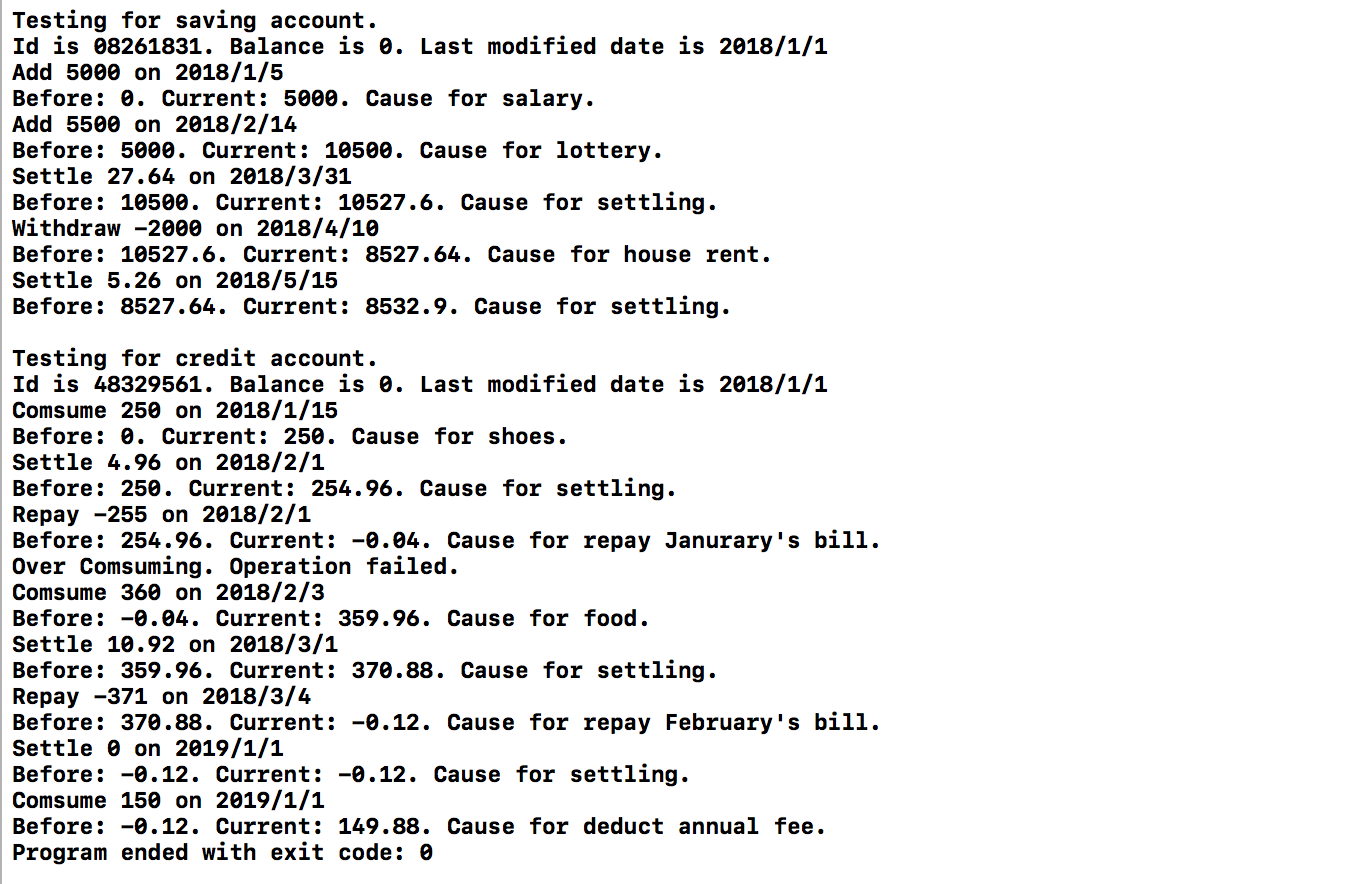 Testing for saving account.
Id is 08261831. Balance is 0. Last modified date is 2018/1/1
Add 5000 on 2018/1/5
Before: 0. Current: 5000. Cause for salary.
Add 5500 on 2018/2/14
Before: 5000. Current: 10500. Cause for lottery.
Settle 27.64 on 2018/3/31
Before: 10500. Current: 10527.6. Cause for settling.
Withdraw -2000 on 2018/4/10
Before: 10527.6. Current: 8527.64. Cause for house rent.
Settle 5.26 on 2018/5/15
Before: 8527.64. Current: 8532.9. Cause for settling.

Testing for credit account.
Id is 48329561. Balance is 0. Last modified date is 2018/1/1
Comsume 250 on 2018/1/15
Before: 0. Current: 250. Cause for shoes.
Settle 4.96 on 2018/2/1
Before: 250. Current: 254.96. Cause for settling.
Repay -255 on 2018/2/1
Before: 254.96. Current: -0.04. Cause for repay Janurary's bill.
Over Comsuming. Operation failed.
Comsume 360 on 2018/2/3
Before: -0.04. Current: 359.96. Cause for food.
Settle 10.92 on 2018/3/1
Before: 359.96. Current: 370.88. Cause for settling.
Repay -371 on 2018/3/4
Before: 370.88. Current: -0.12. Cause for repay February's bill.
Settle 0 on 2019/1/1
Before: -0.12. Current: -0.12. Cause for settling.
Comsume 150 on 2019/1/1
Before: -0.12. Current: 149.88. Cause for deduct annual fee.
Program ended with exit code: 0